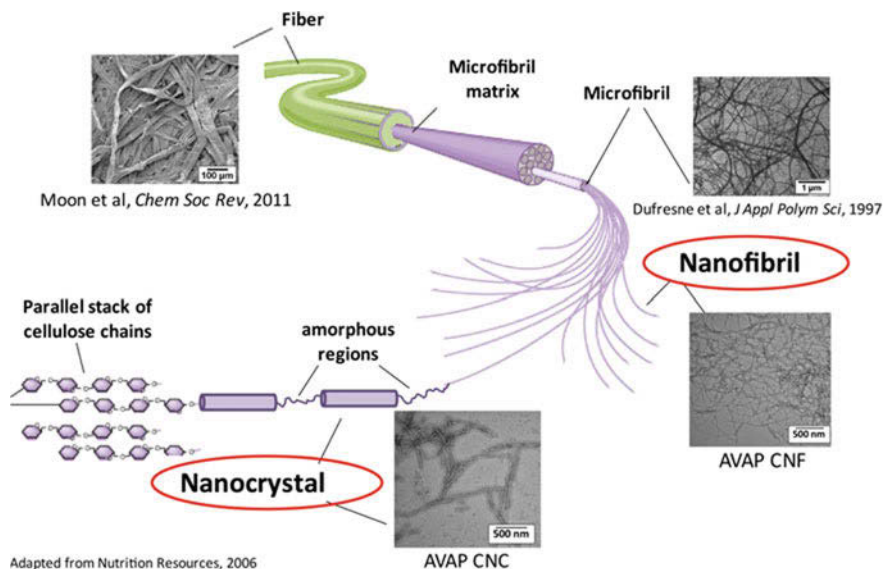 Fiber
Microfibril
matrix
Microfibril
100 µm
1 µm
Moon et al, Chem Soc Rev, 2011
Dufresne et al, J Appl Polym Sci, 1997
Nanofibril
Parallel stack of
cellulose chains
amorphous
regions
500 nm
AVAP CNF
Nanocrystal
500 nm
AVAP CNC
Adapted from Nutrition Resources, 2006